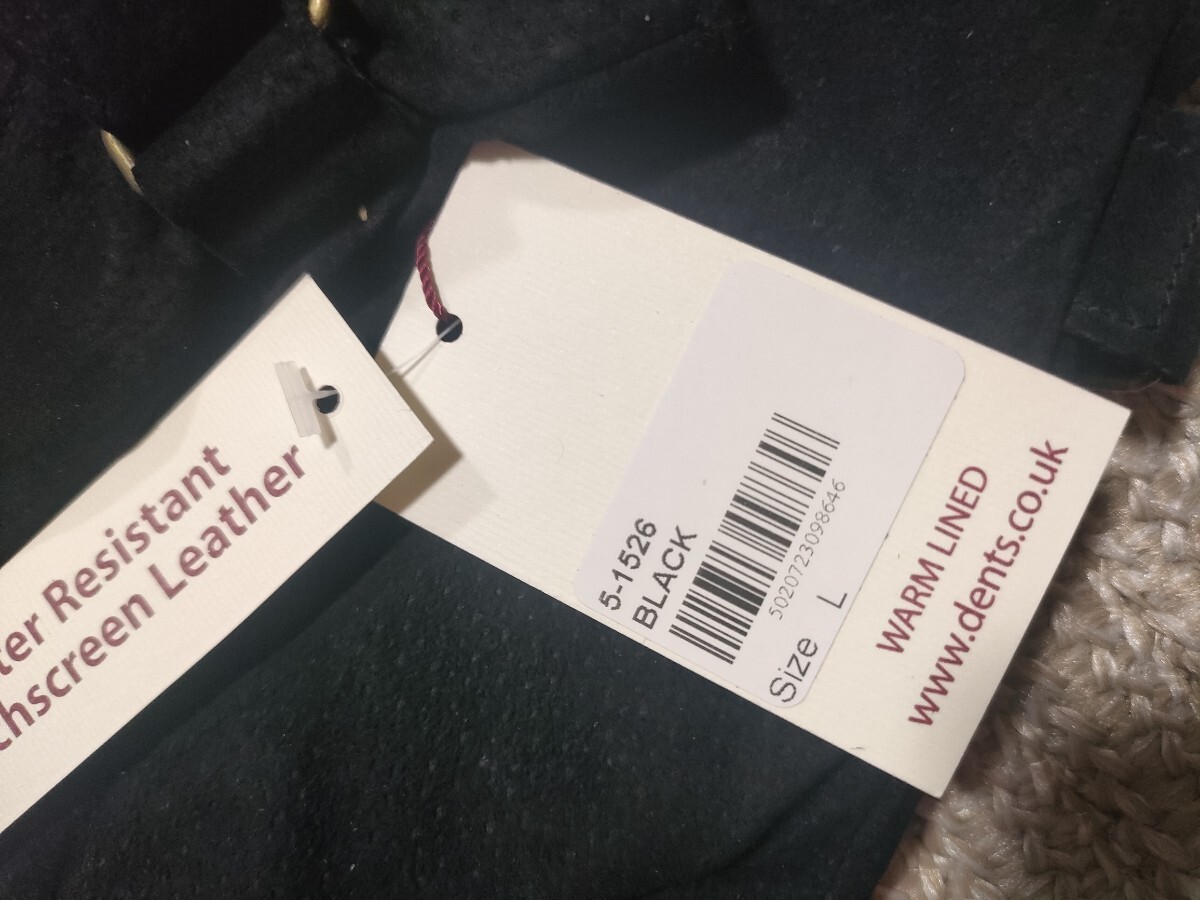 ter Resistant
chscreen Leather
5-1526
BLACK
5020723098646
Size L
WARM LINED
www.dents.co.uk